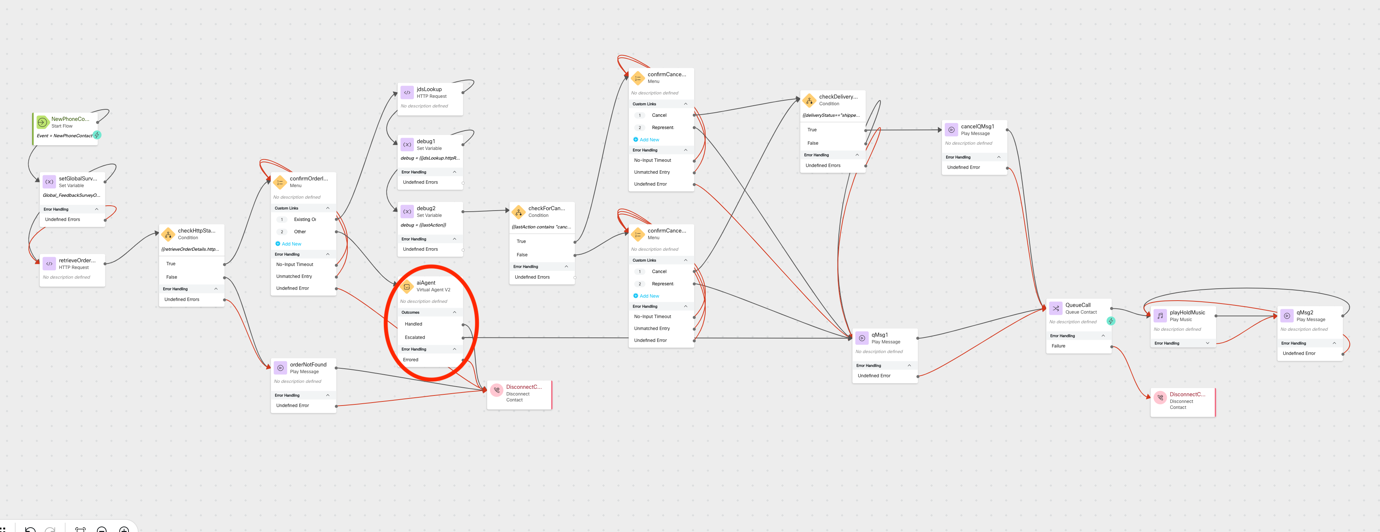 NewPhoneCo...
Start Flow
Event = NewPhoneContact
setGlobalSurv...
Set Variable
Global_FeedbackSurveyO...
Error Handling
Undefined Errors
retrieveOrder...
HTTP Request
No description defined
checkHttpSta...
Condition
{{retrieveOrderDetails.http...
True
False
Error Handling
Undefined Errors
confirmOrderI...
Menu
No description defined
Custom Links
1 Existing Or
2 Other
Add New
Error Handling
No-Input Timeout
Unmatched Entry
Undefined Error
orderNotFound
Play Message
No description defined
Error Handling
Undefined Error
jdsLookup
HTTP Request
No description defined
debug1
Set Variable
debug = {{jdsLookup.httpR...
Error Handling
Undefined Errors
debug2
Set Variable
debug = {{lastAction}}
Error Handling
Undefined Errors
aiAgent
Virtual Agent V2
No description defined
Outcomes
Handled
Escalated
Error Handling
Errored
DisconnectC...
Disconnect
Contact
checkForCan...
Condition
{{lastAction contains "canc...
True
False
Error Handling
Undefined Errors
confirmCance...
Menu
No description defined
Custom Links
1 Cancel
2 Represent
Add New
Error Handling
No-Input Timeout
Unmatched Entry
Undefined Error
confirmCance...
Menu
No description defined
Custom Links
1 Cancel
2 Represent
Add New
Error Handling
No-Input Timeout
Unmatched Entry
Undefined Error
checkDelivery...
Condition
{{deliveryStatus=="shippe...
True
False
Error Handling
Undefined Errors
cancelQMsg1
Play Message
No description defined
Error Handling
Undefined Error
qMsg1
Play Message
No description defined
Error Handling
Undefined Error
QueueCall
Queue Contact
No description defined
Error Handling
Failure
playHoldMusic
Play Music
No description defined
Error Handling
qMsg2
Play Message
No description defined
Error Handling
Undefined Error
DisconnectC...
Disconnect
Contact